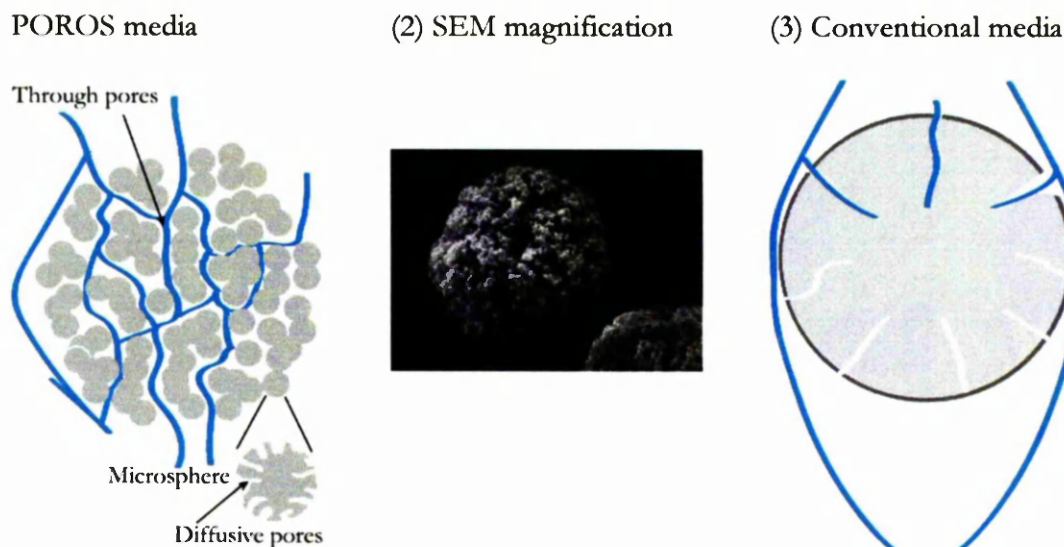 POROS media
(2) SEM magnification
(3) Conventional media
Through pores
Microsphere
Diffusive pores